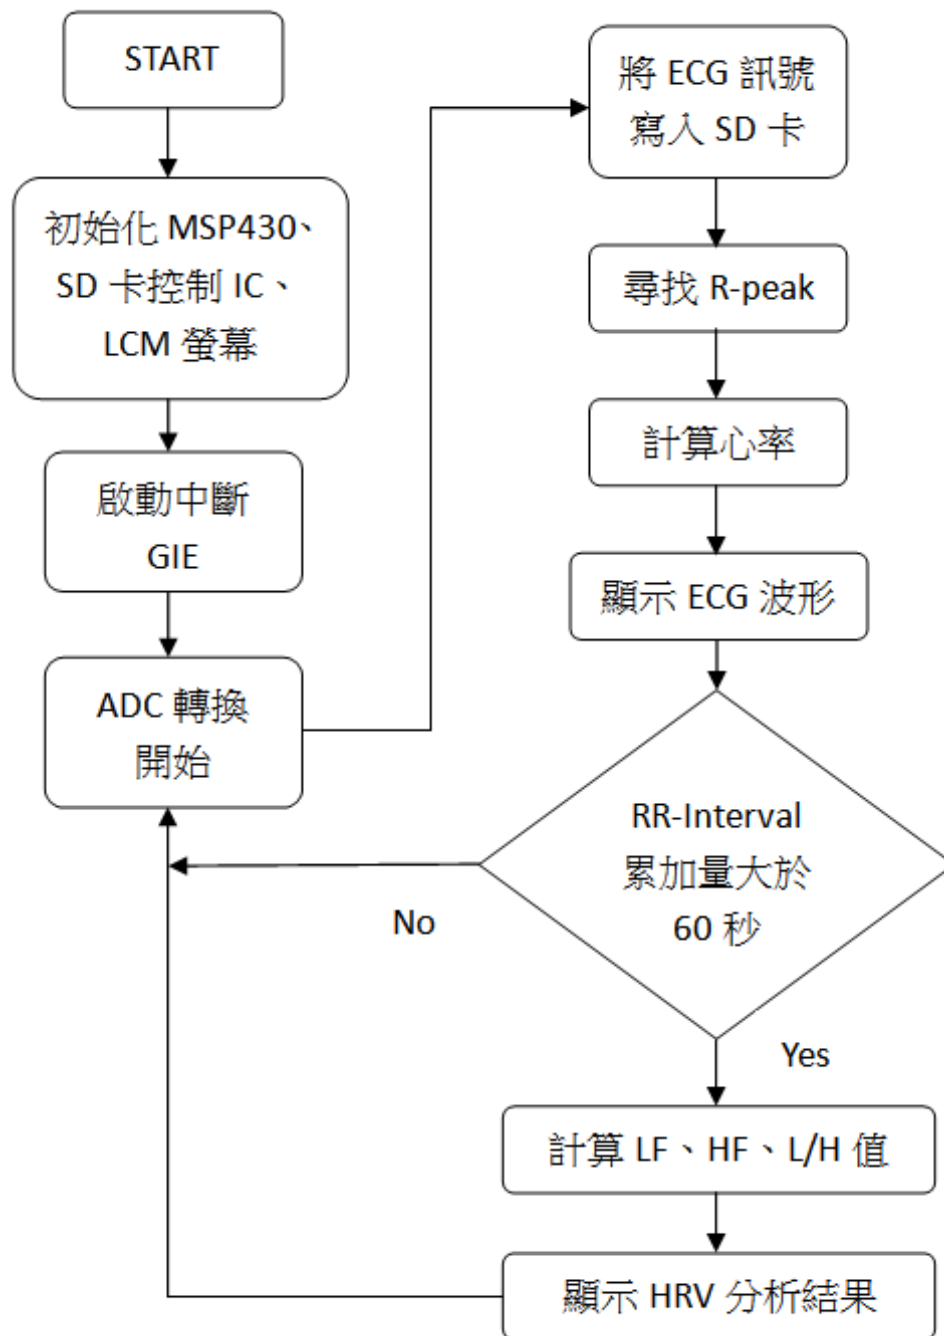 START
初始化 MSP430、
SD 卡控制 IC、
LCM 螢幕
啟動中斷
GIE
ADC 轉換
開始
將 ECG 訊號
寫入 SD 卡
尋找 R-peak
計算心率
顯示 ECG 波形
RR-Interval
累加量大於
60 秒
No
Yes
計算 LF、HF、L/H 值
顯示 HRV 分析結果